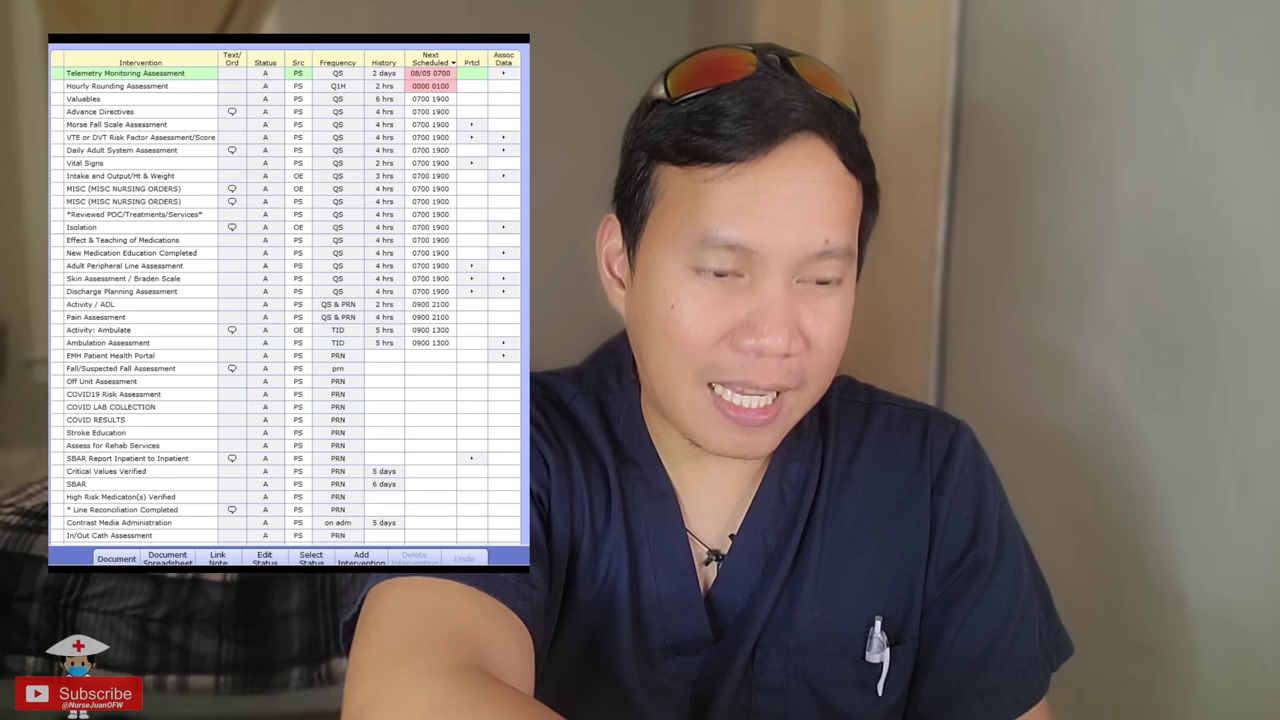 Intervention Text/Ord Status Src Frequency History Next Scheduled Prtcl Assoc Data
Telemetry Monitoring Assessment A PS QS 2 days 08/05 0700
Hourly Rounding Assessment A PS Q1H 2 hrs 0000 0100
Valuables A PS QS 6 hrs 0700 1900
Advance Directives A PS QS 4 hrs 0700 1900
Morse Fall Scale Assessment A PS QS 4 hrs 0700 1900
VTE or DVT Risk Factor Assessment/Score A PS QS 4 hrs 0700 1900
Daily Adult System Assessment A PS QS 4 hrs 0700 1900
Vital Signs A PS QS 2 hrs 0700 1900
Intake and Output/Ht & Weight A OE QS 3 hrs 0700 1900
MISC (MISC NURSING ORDERS) A OE QS 4 hrs 0700 1900
MISC (MISC NURSING ORDERS) A PS QS 4 hrs 0700 1900
*Reviewed POC/Treatments/Services* A PS QS 4 hrs 0700 1900
Isolation A OE QS 4 hrs 0700 1900
Effect & Teaching of Medications A PS QS 4 hrs 0700 1900
New Medication Education Completed A PS QS 4 hrs 0700 1900
Adult Peripheral Line Assessment A PS QS 4 hrs 0700 1900
Skin Assessment / Braden Scale A PS QS 4 hrs 0700 1900
Discharge Planning Assessment A PS QS 4 hrs 0700 1900
Activity / ADL A PS QS & PRN 2 hrs 0900 2100
Pain Assessment A PS QS & PRN 4 hrs 0900 2100
Activity: Ambulate A OE TID 5 hrs 0900 1300
Ambulation Assessment A PS TID 5 hrs 0900 1300
EMH Patient Health Portal A PS PRN
Fall/Suspected Fall Assessment A PS prn
Off Unit Assessment A PS PRN
COVID19 Risk Assessment A PS PRN
COVID LAB COLLECTION A PS PRN
COVID RESULTS A PS PRN
Stroke Education A PS PRN
Assess for Rehab Services A PS PRN
SBAR Report Inpatient to Inpatient A PS PRN
Critical Values Verified A PS PRN 5 days
SBAR A PS PRN 6 days
High Risk Medicaton(s) Verified A PS PRN
* Line Reconciliation Completed A PS PRN
Contrast Media Administration A PS on adm 5 days
In/Out Cath Assessment A PS PRN
Document Document Spreadsheet Link Note Edit Status Select Status Add Intervention Delete Intervention Undo
Subscribe
@NurseJuanOFW